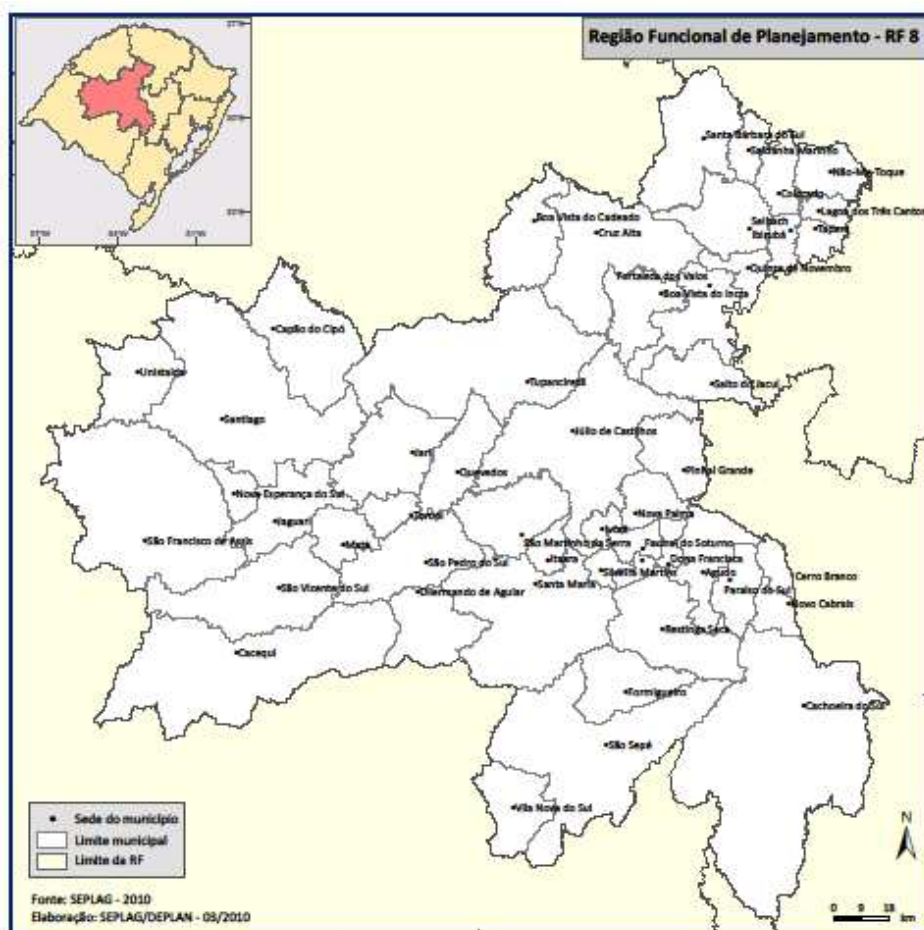 Região Funcional de Planejamento - RF 8
Santa Bárbara do Sul
Saldanha Marinho
Não-Me-Toque
Colorado
Lagoa dos Três Cantos
Boa Vista do Cadeado
Selbach
Tapera
Cruz Alta
Ibirubá
Fortaleza dos Valos
Quinze de Novembro
Boa Vista do Incra
Capão do Cipó
Unistalda
Tupanciretã
Salto do Jacuí
Santiago
Júlio de Castilhos
Jari
Quevedos
Pinhal Grande
Nova Esperança do Sul
Jaguari
Toropi
Nova Palma
Ivorá
São Francisco de Assis
Mata
São Martinho da Serra
Faxinal do Soturno
São Pedro do Sul
Itaara
Dona Francisca
Silveira Martins
Agudo
Cerro Branco
São Vicente do Sul
Dilermando de Aguiar
Santa Maria
Paraíso do Sul
Novo Cabrais
Restinga Seca
Cacequi
Formigueiro
Cachoeira do Sul
São Sepé
Vila Nova do Sul
Sede do município
Limite municipal
Limite da RF
N
Fonte: SEPLAG - 2010
Elaboração: SEPLAG/DEPLAN - 03/2010
0 9 18
km